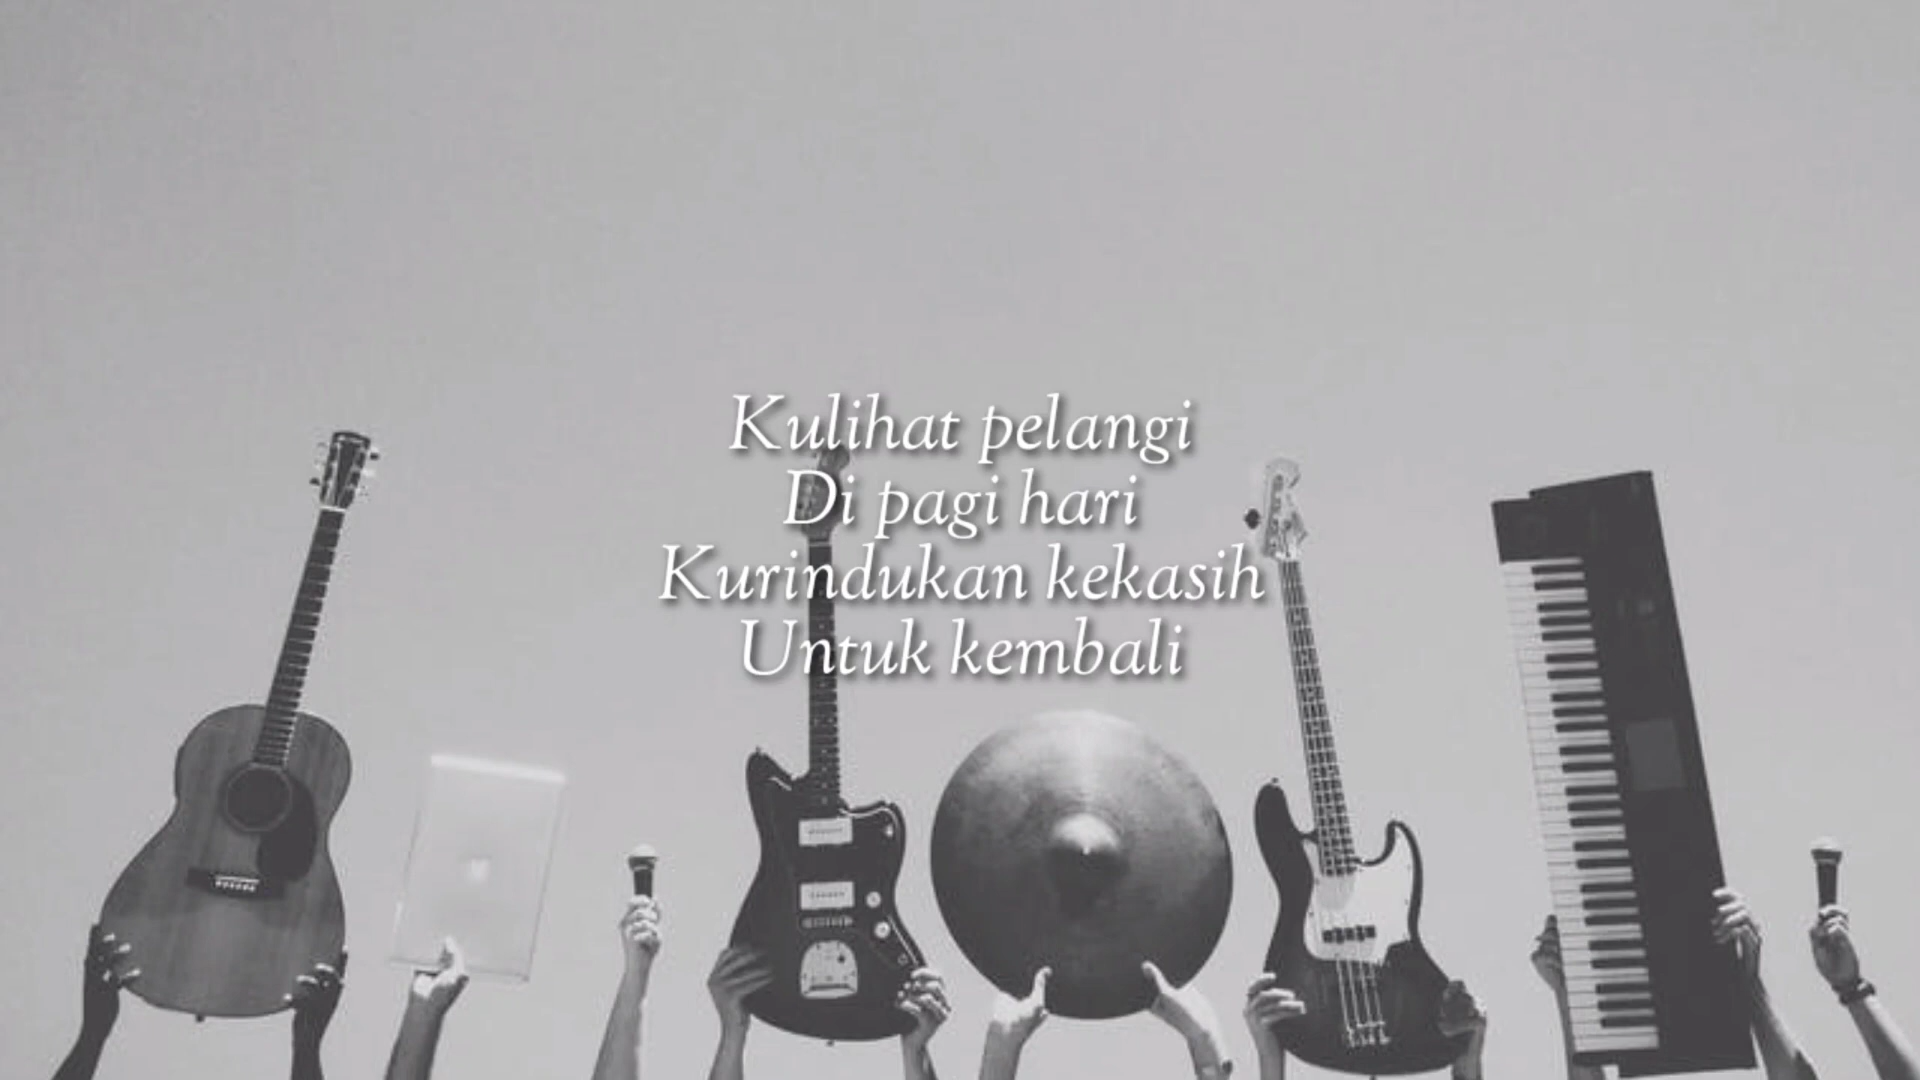 Kulihat pelangi
Di pagi hari
Kurindukan kekasih
Untuk kembali